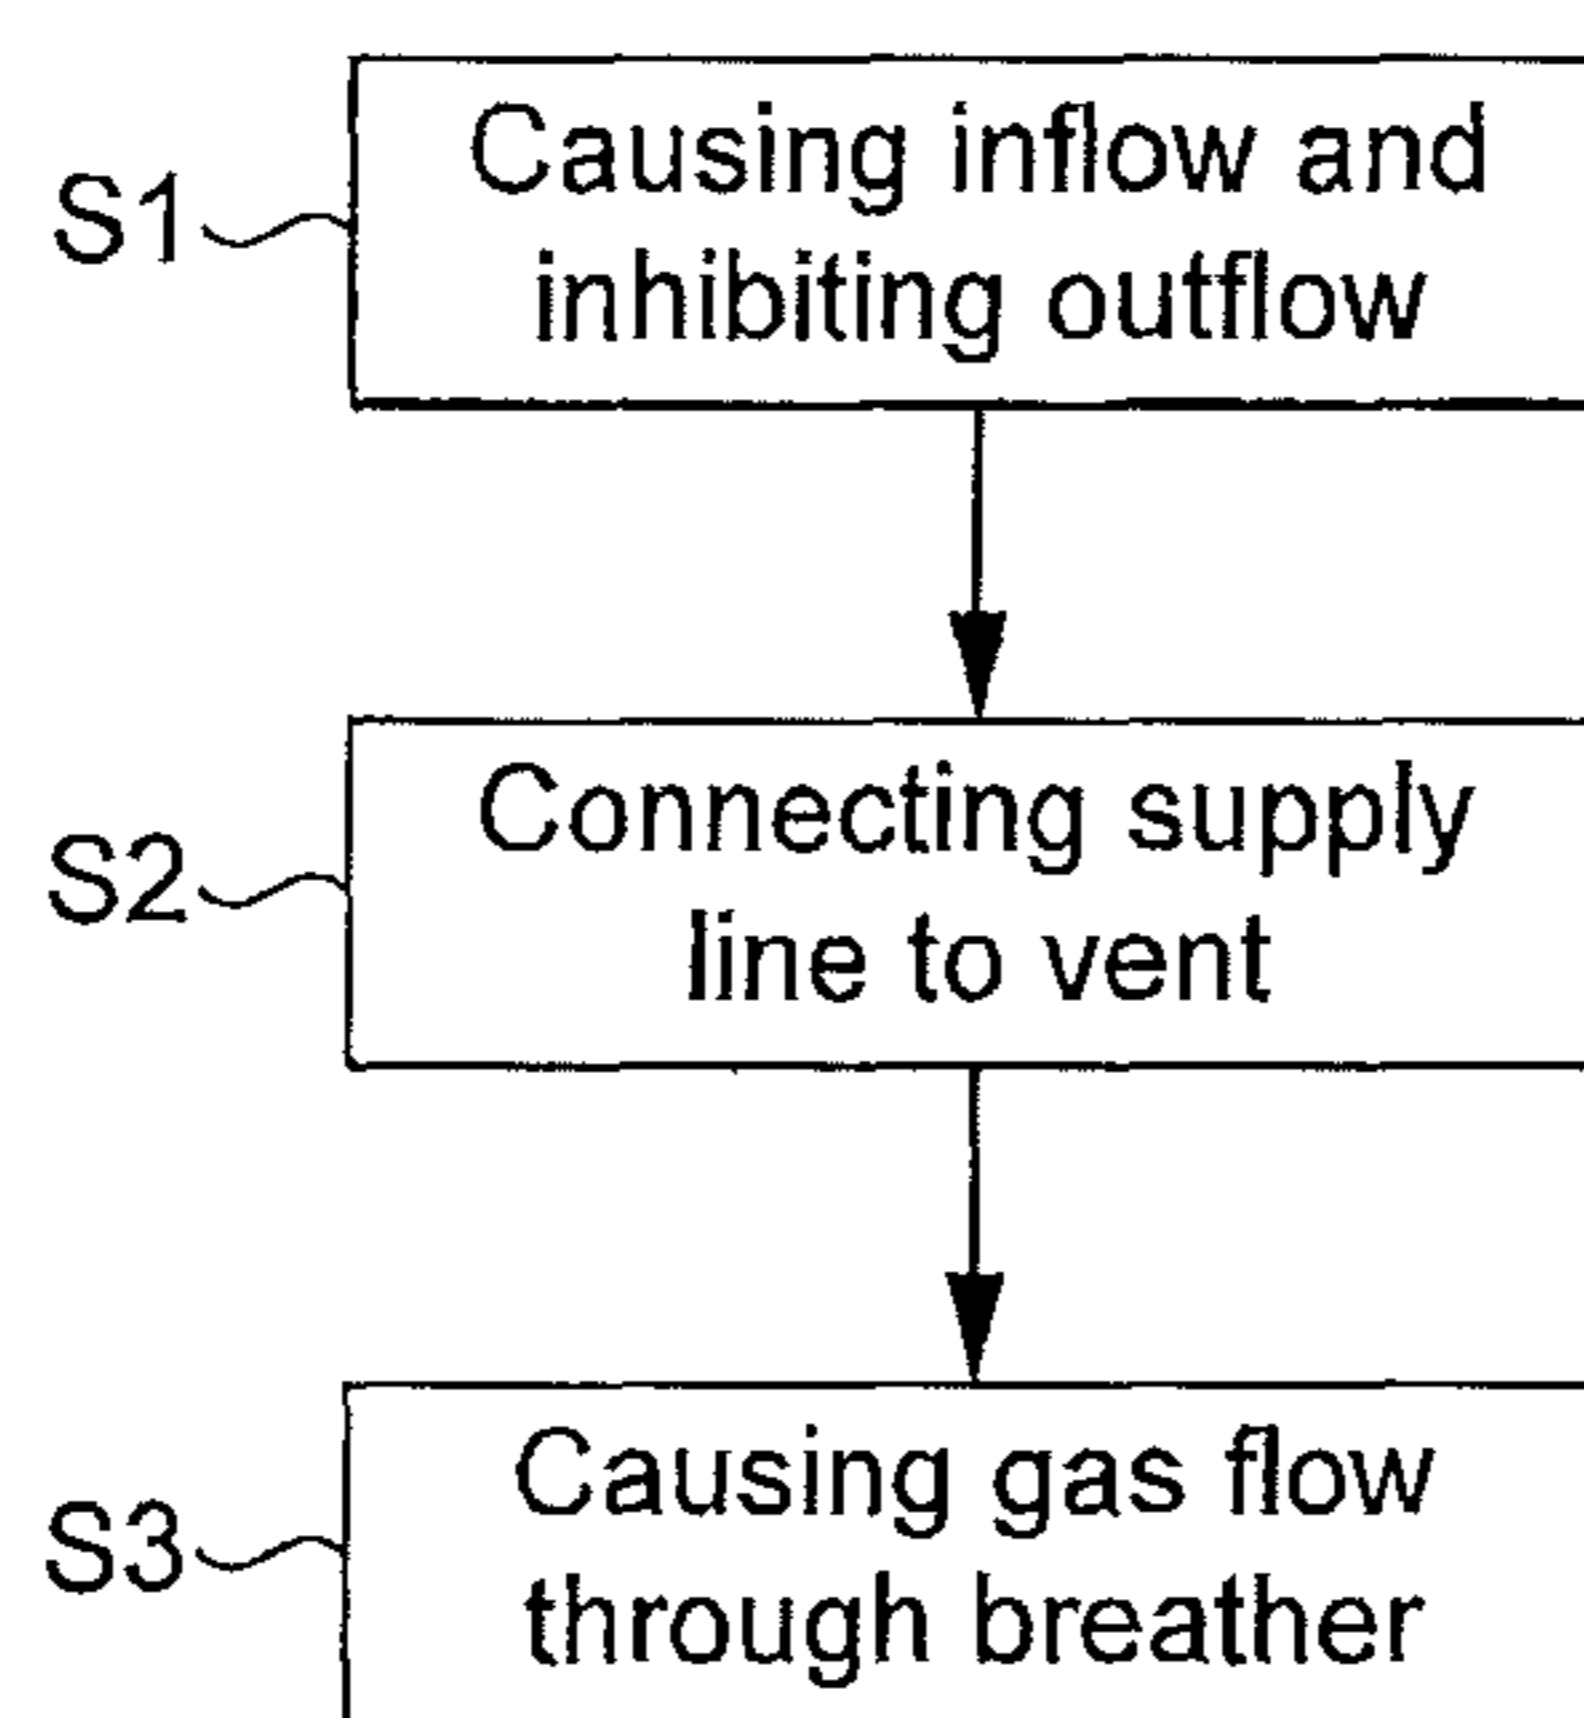 S1
Causing inflow and
inhibiting outflow
S2
Connecting supply
line to vent
S3
Causing gas flow
through breather